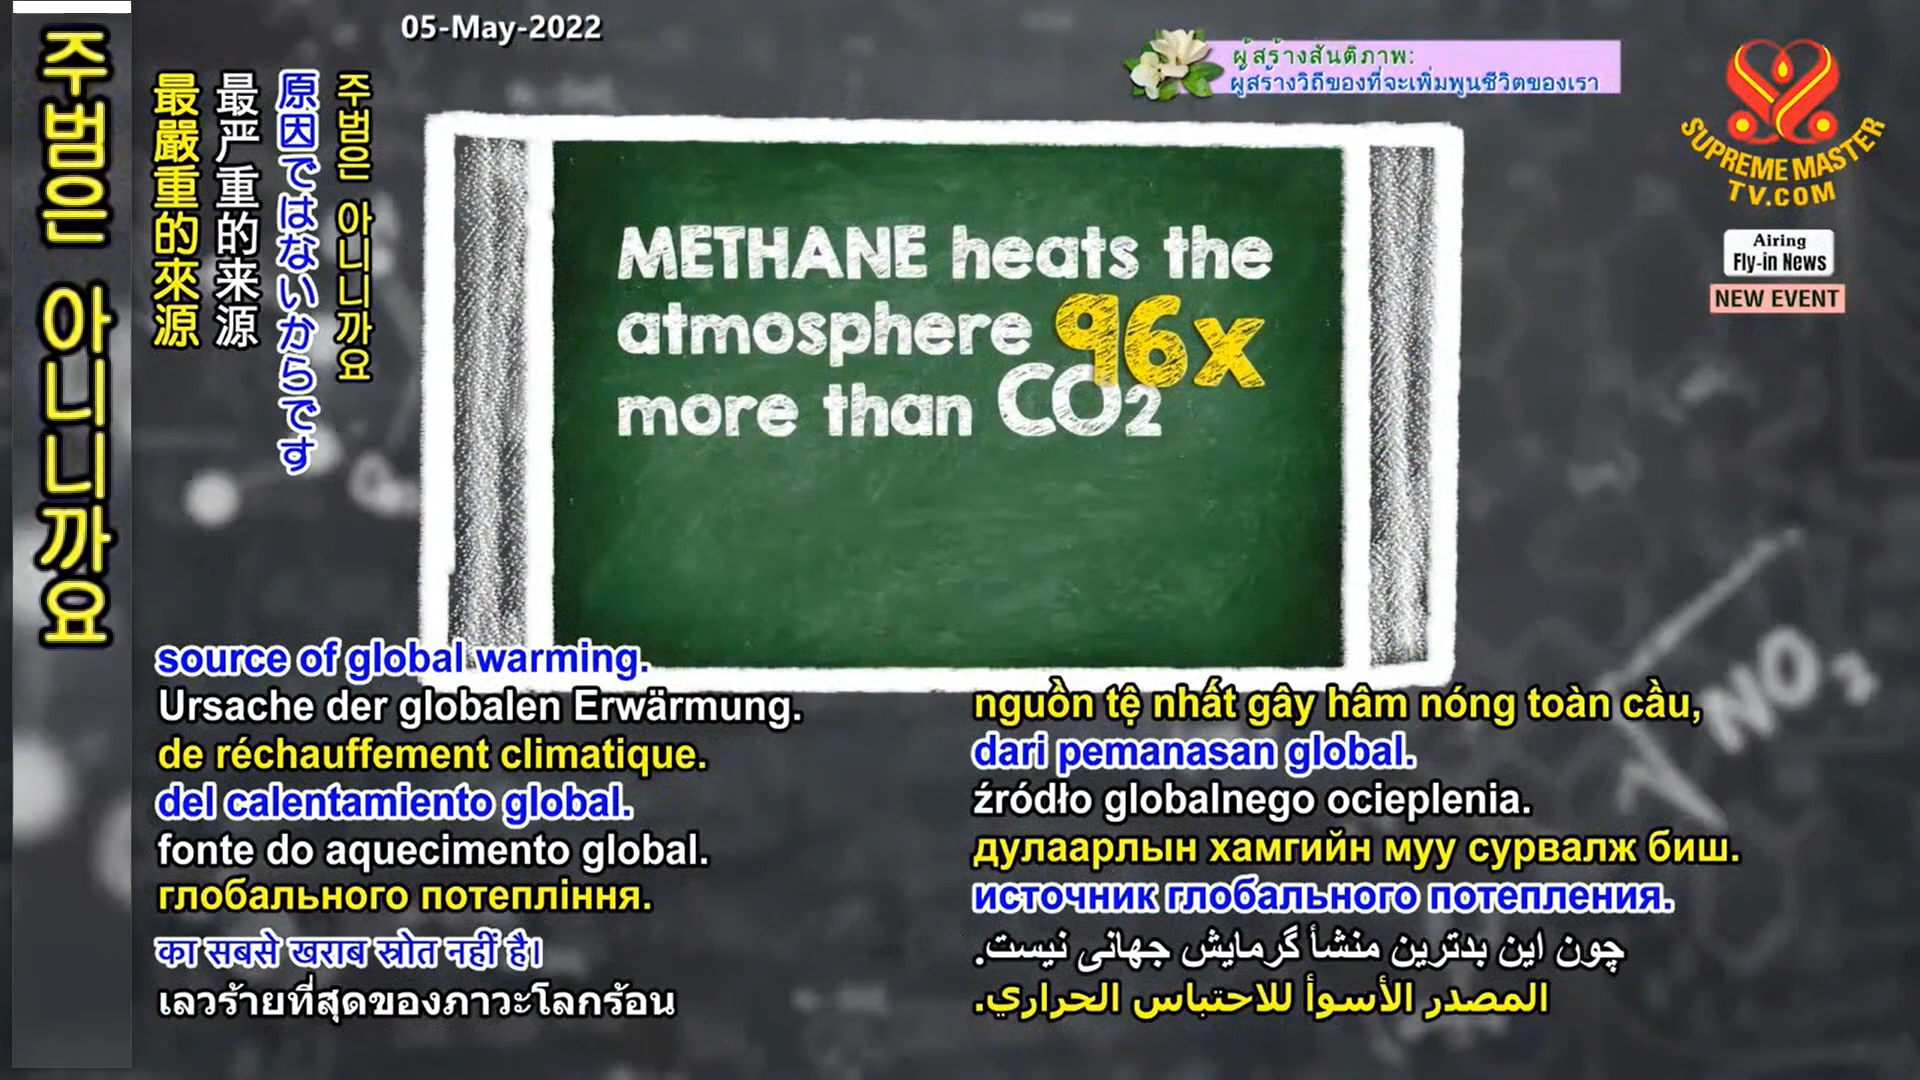 05-May-2022
ผู้สร้างสันติภาพ:
ผู้สร้างวิถีของที่จะเพิ่มพูนชีวิตของเรา
SUPREME MASTER
TV.COM
Airing
Fly-in News
NEW EVENT
주범은 아니니까요
最嚴重的來源
最严重的来源
原因ではないからです
주범은 아니니까요
METHANE heats the
atmosphere 96x
more than CO2
source of global warming.
Ursache der globalen Erwärmung.
de réchauffement climatique.
del calentamiento global.
fonte do aquecimento global.
глобального потепління.
का सबसे खराब स्रोत नहीं है।
เลวร้ายที่สุดของภาวะโลกร้อน
nguồn tệ nhất gây hâm nóng toàn cầu,
dari pemanasan global.
źródło globalnego ocieplenia.
дулаарлын хамгийн муу сурвалж биш.
источник глобального потепления.
چون این بدترین منشأ گرمایش جهانی نیست.
المصدر الأسوأ للاحتباس الحراري.
NO2